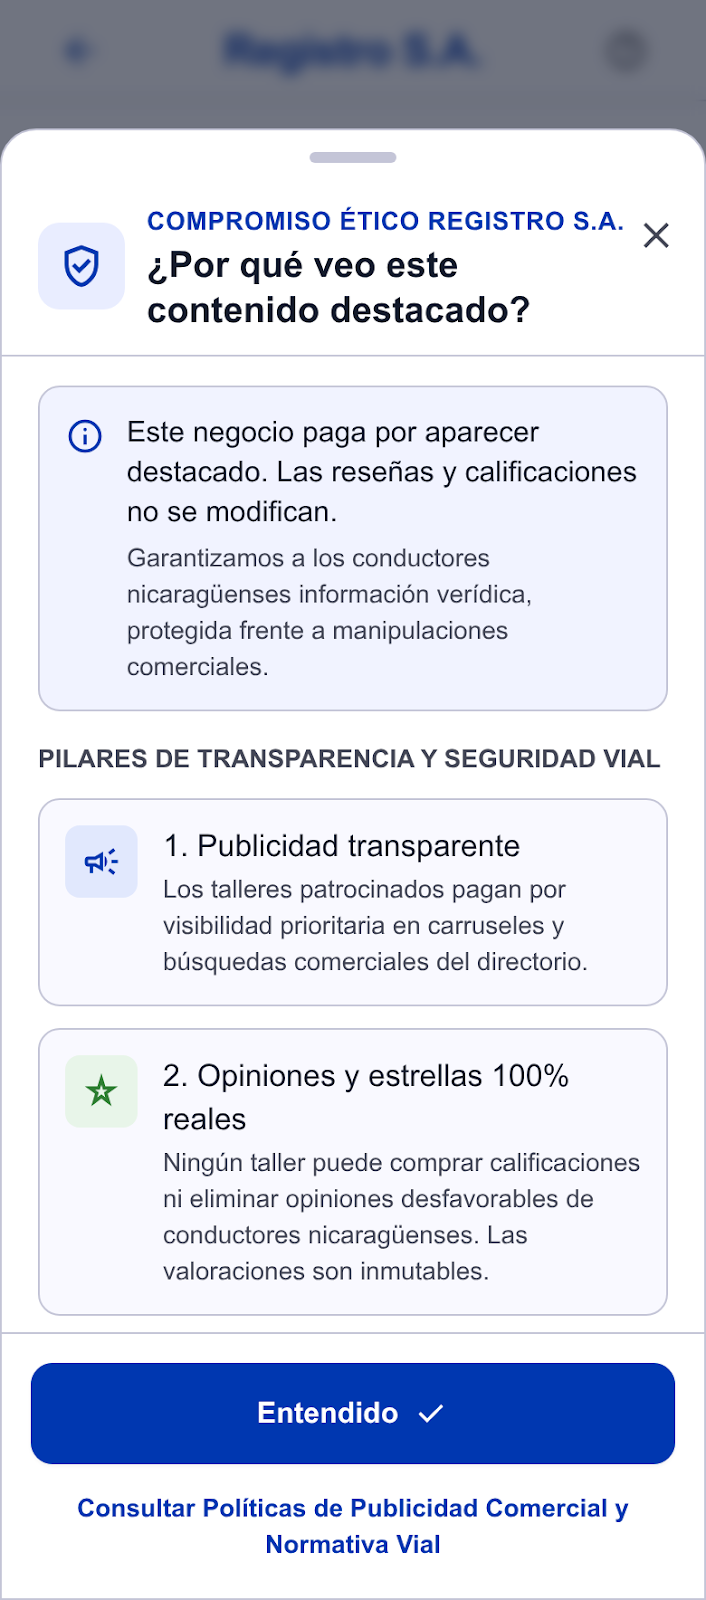 Registro S.A.
COMPROMISO ÉTICO REGISTRO S.A.
¿Por qué veo este
contenido destacado?
Este negocio paga por aparecer
destacado. Las reseñas y calificaciones
no se modifican.
Garantizamos a los conductores
nicaragüenses información verídica,
protegida frente a manipulaciones
comerciales.
PILARES DE TRANSPARENCIA Y SEGURIDAD VIAL
1. Publicidad transparente
Los talleres patrocinados pagan por
visibilidad prioritaria en carruseles y
búsquedas comerciales del directorio.
2. Opiniones y estrellas 100%
reales
Ningún taller puede comprar calificaciones
ni eliminar opiniones desfavorables de
conductores nicaragüenses. Las
valoraciones son inmutables.
Entendido
Consultar Políticas de Publicidad Comercial y
Normativa Vial